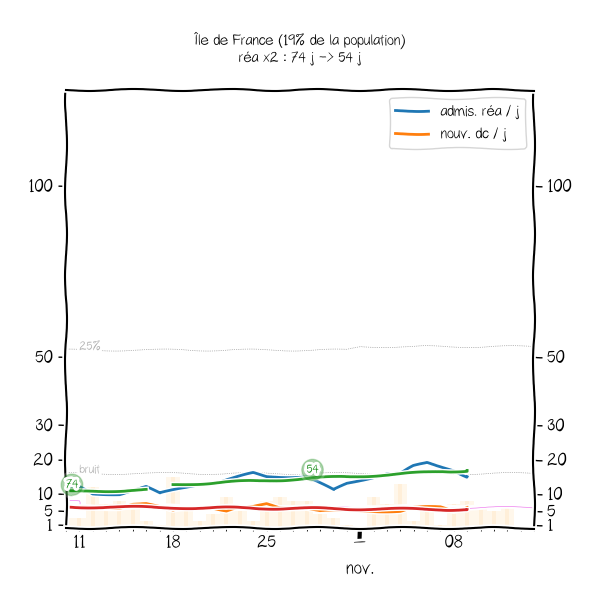 Île de France (19% de la population)
réa x2 : 74 j -> 54 j
admis. réa / j
nouv. dc / j
100 100
25%
50 50
30 30
20 20
bruit
74 54
10 10
5 5
1 1
11 18 25 1 08
nov.